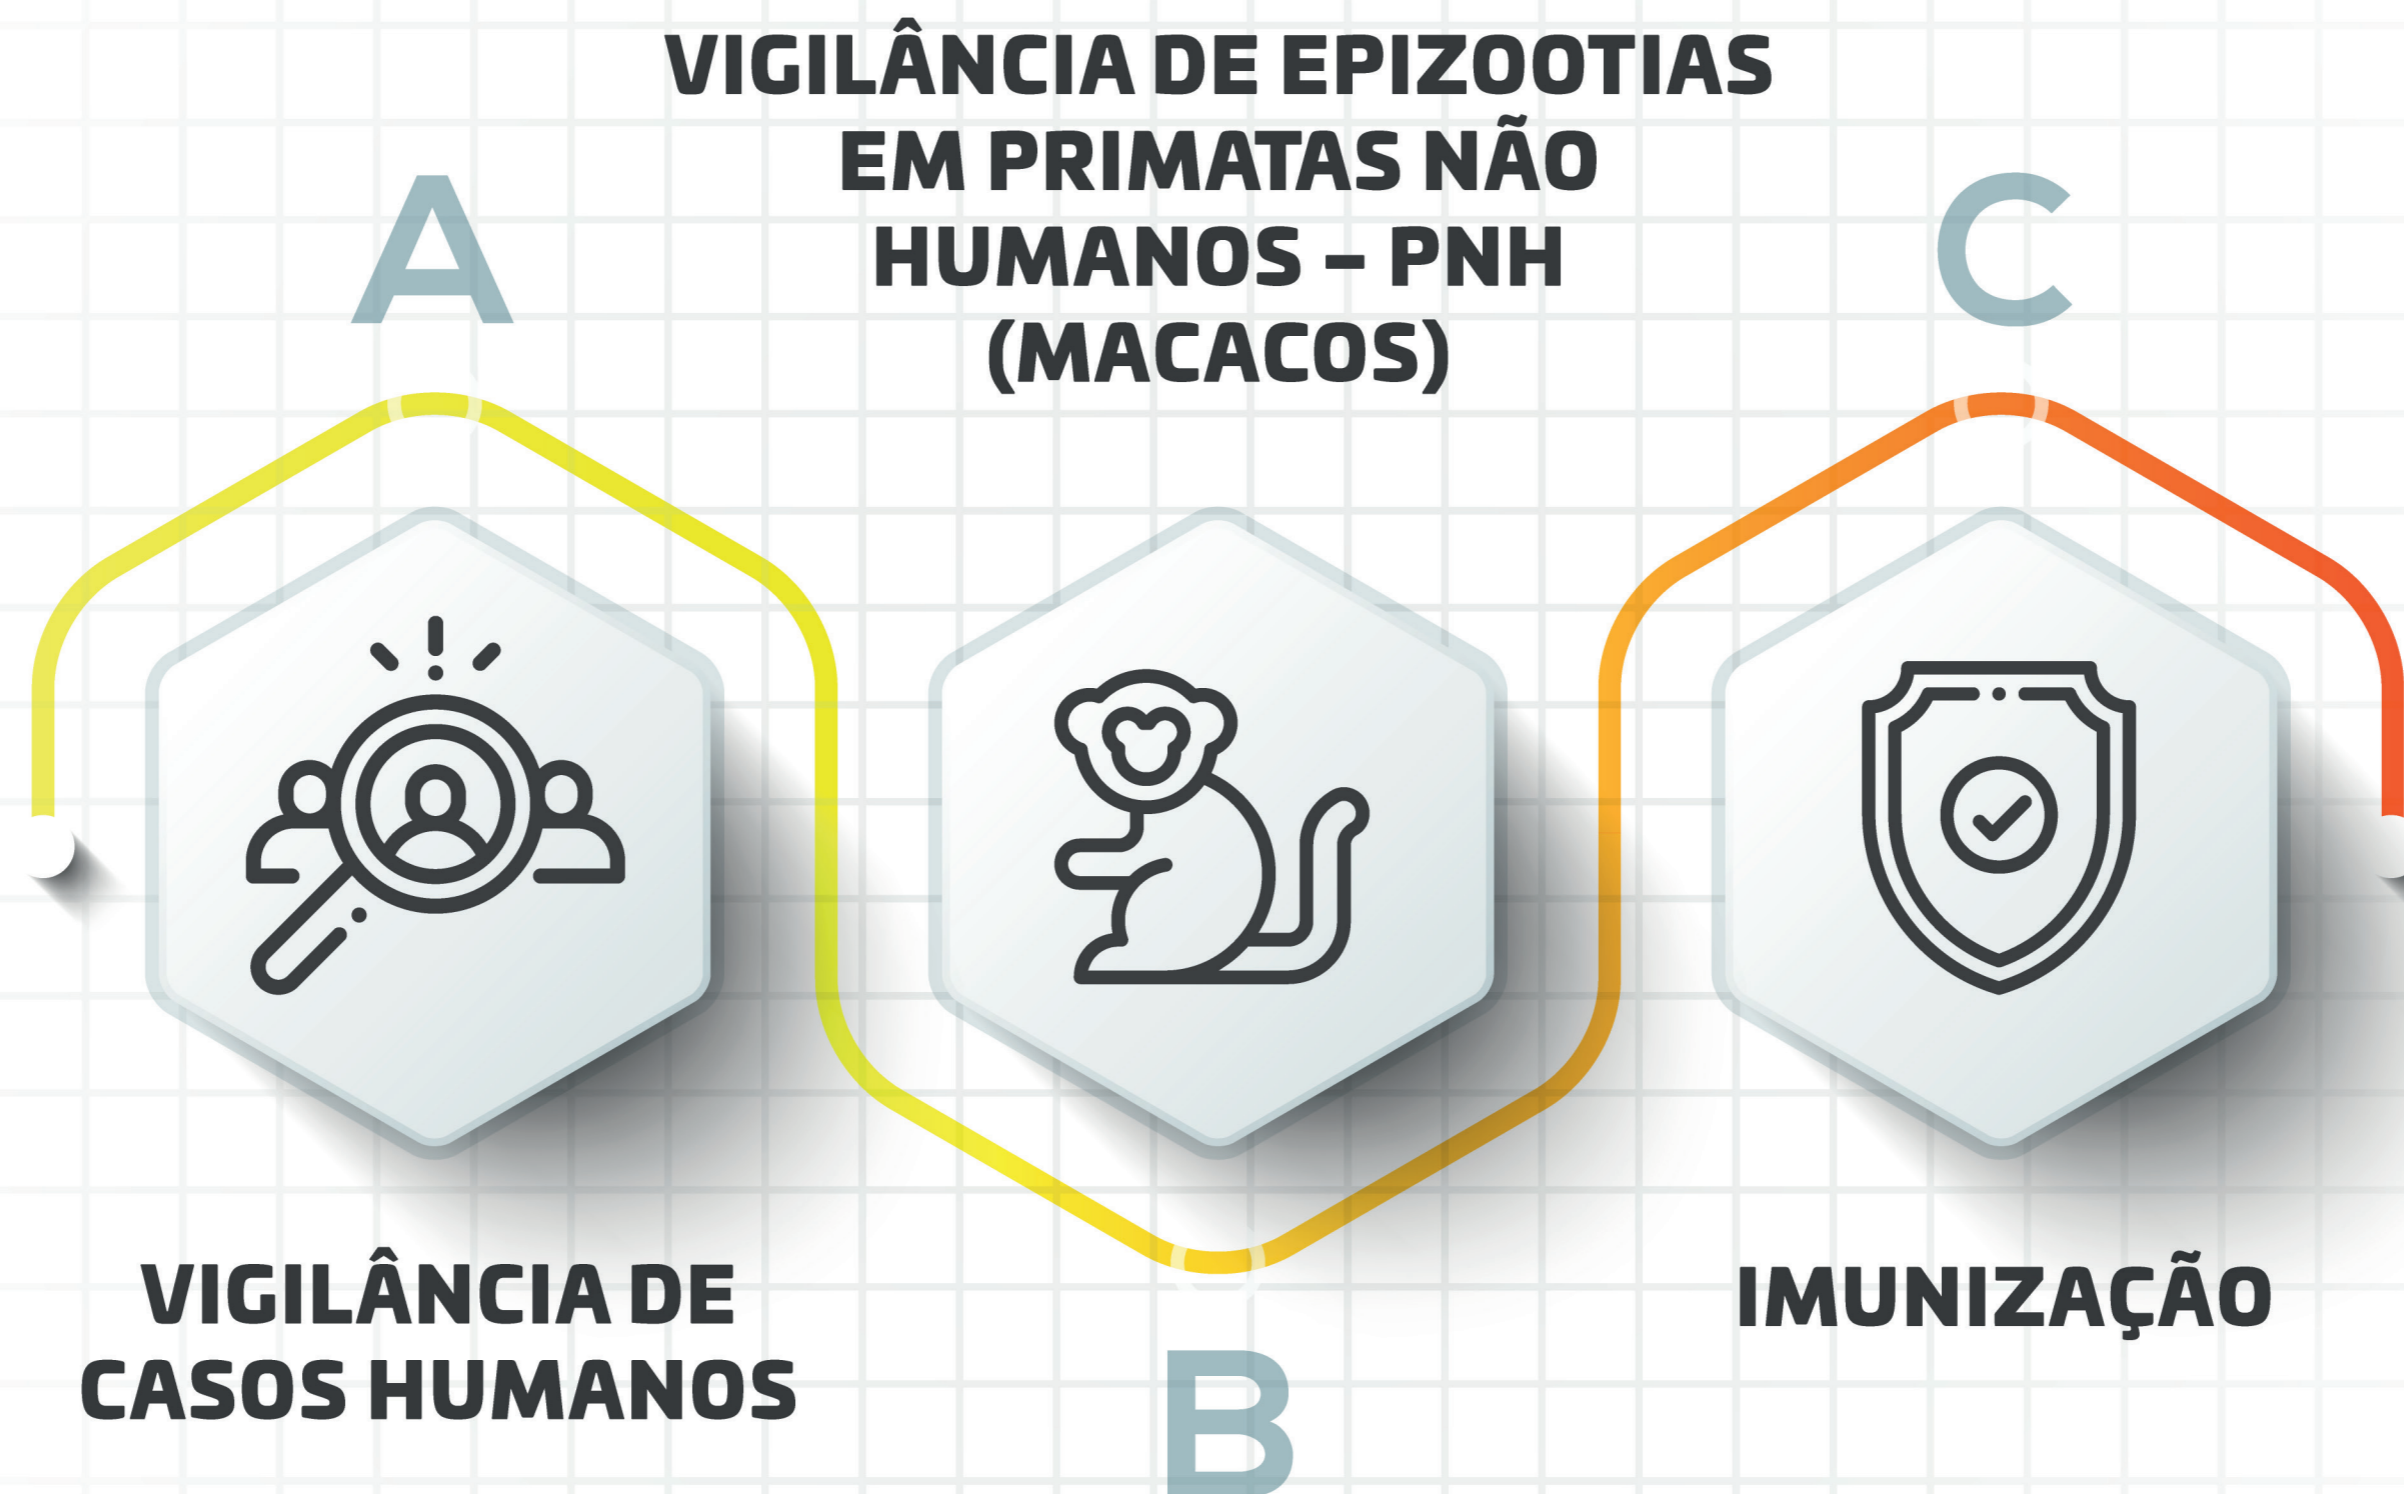 A
VIGILÂNCIA DE
CASOS HUMANOS
VIGILÂNCIA DE EPIZOOTIAS
EM PRIMATAS NÃO
HUMANOS – PNH
(MACACOS)
B
C
IMUNIZAÇÃO